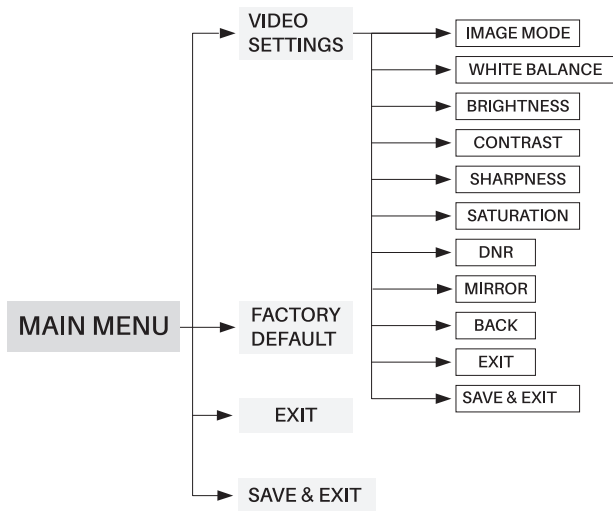 VIDEO
SETTINGS
IMAGE MODE
WHITE BALANCE
BRIGHTNESS
CONTRAST
SHARPNESS
SATURATION
DNR
MIRROR
BACK
EXIT
SAVE & EXIT
MAIN MENU
FACTORY
DEFAULT
EXIT
SAVE & EXIT